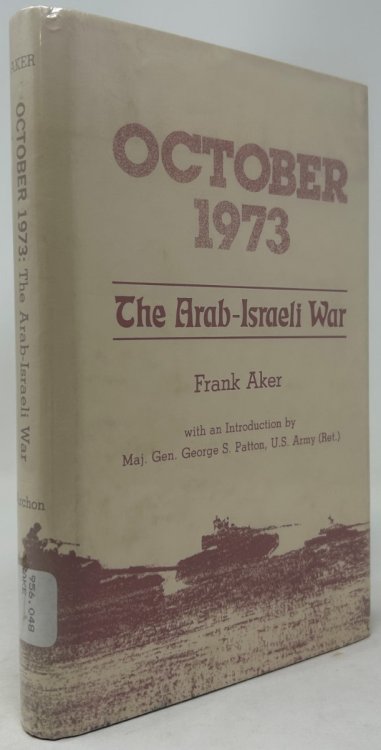 AKER
OCTOBER 1973: The Arab-Israeli War
956.048
OCTOBER
1973
The Arab-Israeli War
Frank Aker
with an Introduction by
Maj. Gen. George S. Patton, U.S. Army (Ret.)